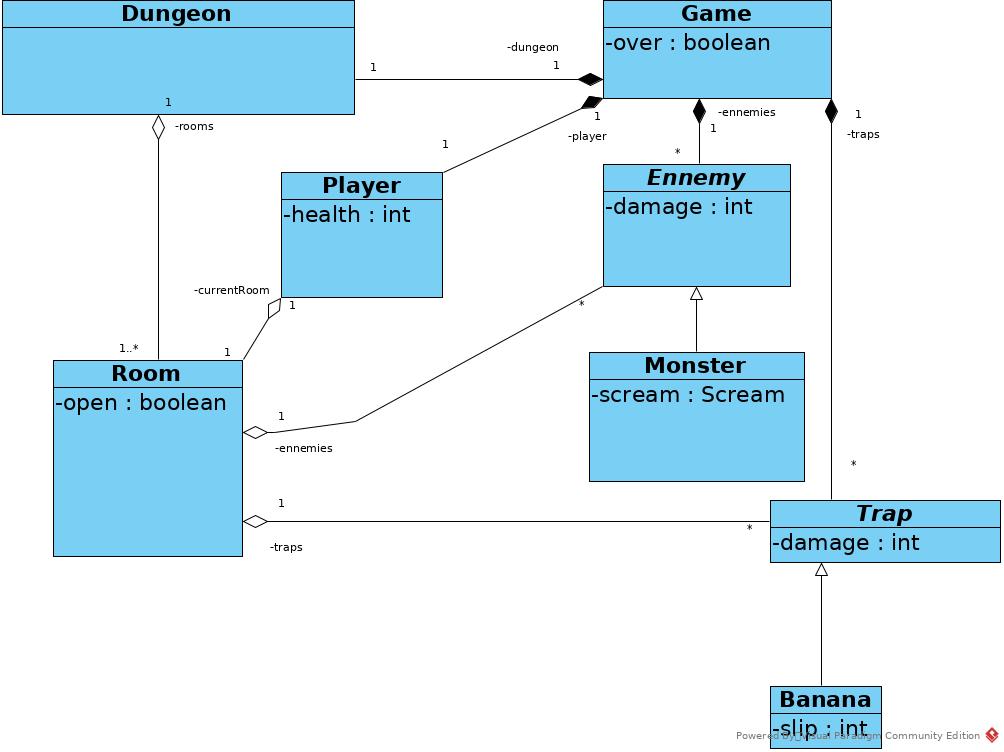 Dungeon
Game
-over : boolean
-dungeon
1
1
1
-rooms
-ennemies
1
1
-traps
1
-player
1
*
Player
-health : int
Ennemy
-damage : int
-currentRoom
1
*
1..*
1
Room
-open : boolean
Monster
-scream : Scream
1
-ennemies
*
1
-traps
*
Trap
-damage : int
Banana
-slip : int
Powered by Visual Paradigm Community Edition